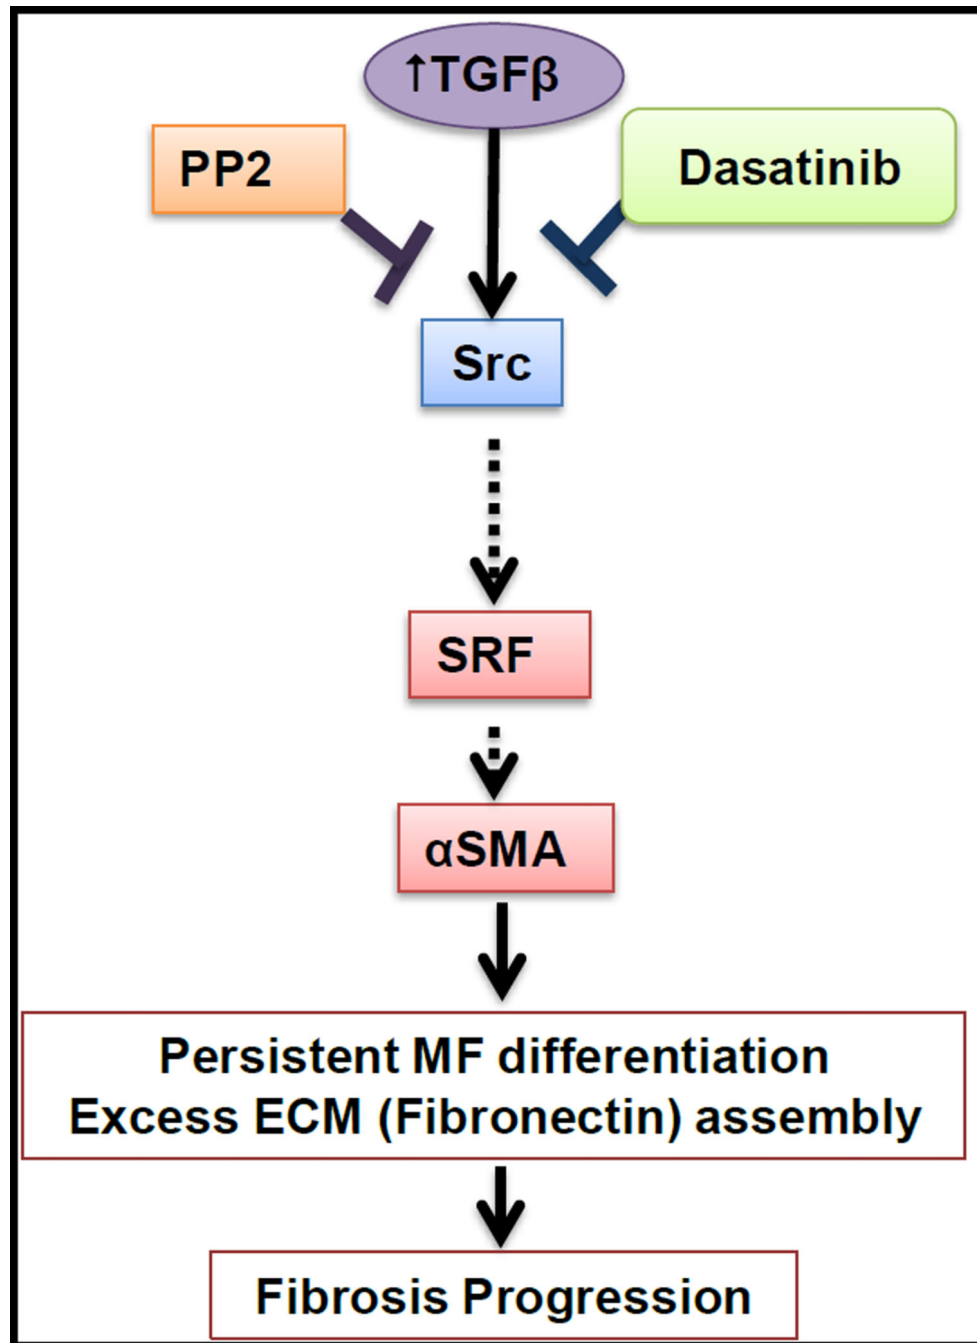 ↑TGFβ
PP2
Dasatinib
Src
SRF
αSMA
Persistent MF differentiation
Excess ECM (Fibronectin) assembly
Fibrosis Progression